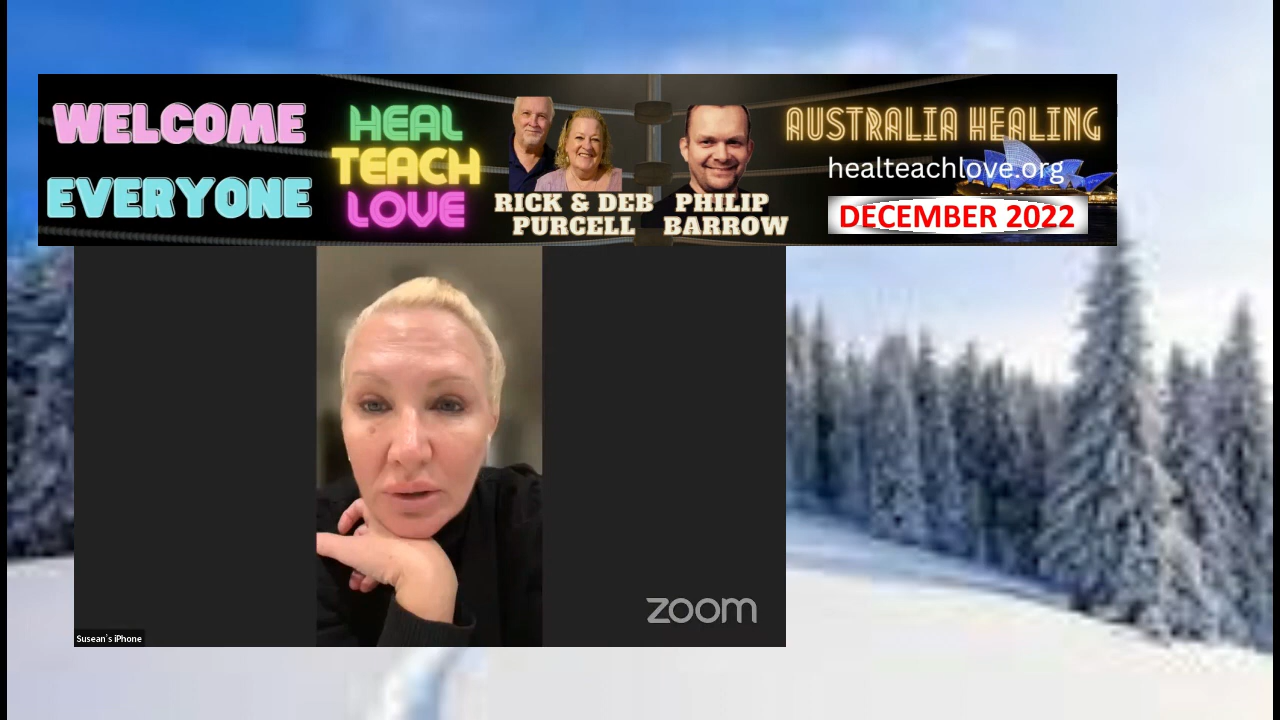 WELCOME
EVERYONE
HEAL
TEACH
LOVE
RICK & DEB
PURCELL
PHILIP
BARROW
AUSTRALIA HEALING
healteachlove.org
DECEMBER 2022
zoom
Susean's iPhone